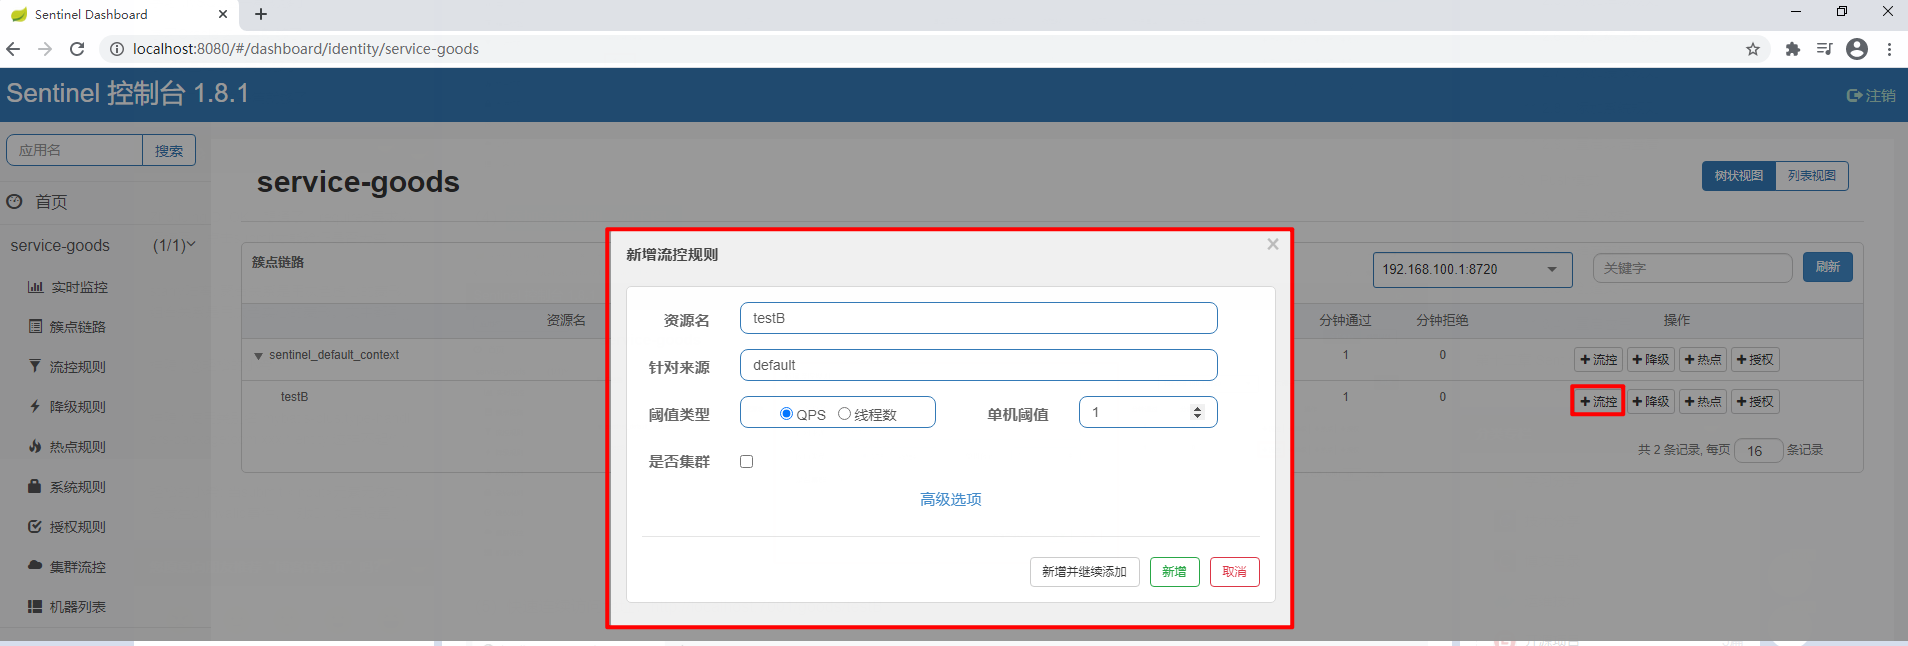 Sentinel Dashboard
localhost:8080/#/dashboard/identity/service-goods
Sentinel 控制台 1.8.1
注销
应用名
搜索
首页
service-goods (1/1)
实时监控
簇点链路
流控规则
降级规则
热点规则
系统规则
授权规则
集群流控
机器列表
service-goods
树状视图 列表视图
簇点链路
192.168.100.1:8720
关键字
刷新
资源名 分钟通过 分钟拒绝 操作
sentinel_default_context 1 0 流控 降级 热点 授权
testB 1 0 流控 降级 热点 授权
共 2 条记录, 每页 16 条记录
新增流控规则
资源名 testB
针对来源 default
阈值类型 QPS 线程数 单机阈值 1
是否集群
高级选项
新增并继续添加 新增 取消